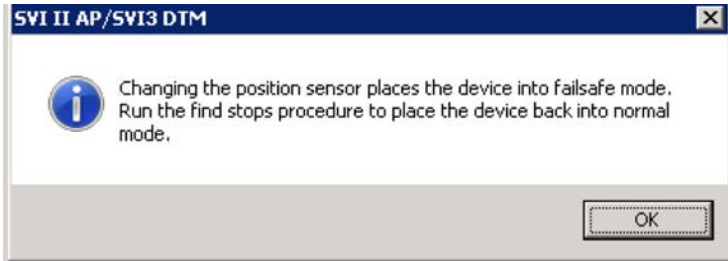 SVI II AP/SVI3 DTM
Changing the position sensor places the device into failsafe mode.
Run the find stops procedure to place the device back into normal
mode.
OK